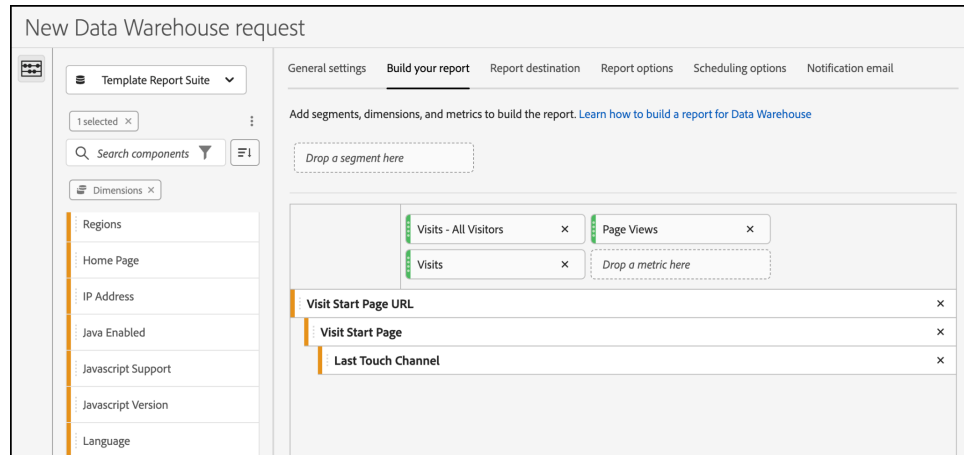 New Data Warehouse request
Template Report Suite
1 selected ×
Search components
Dimensions ×
Regions
Home Page
IP Address
Java Enabled
Javascript Support
Javascript Version
Language
General settings Build your report Report destination Report options Scheduling options Notification email
Add segments, dimensions, and metrics to build the report. Learn how to build a report for Data Warehouse
Drop a segment here
Visits - All Visitors × Page Views ×
Visits × Drop a metric here
Visit Start Page URL ×
Visit Start Page ×
Last Touch Channel ×